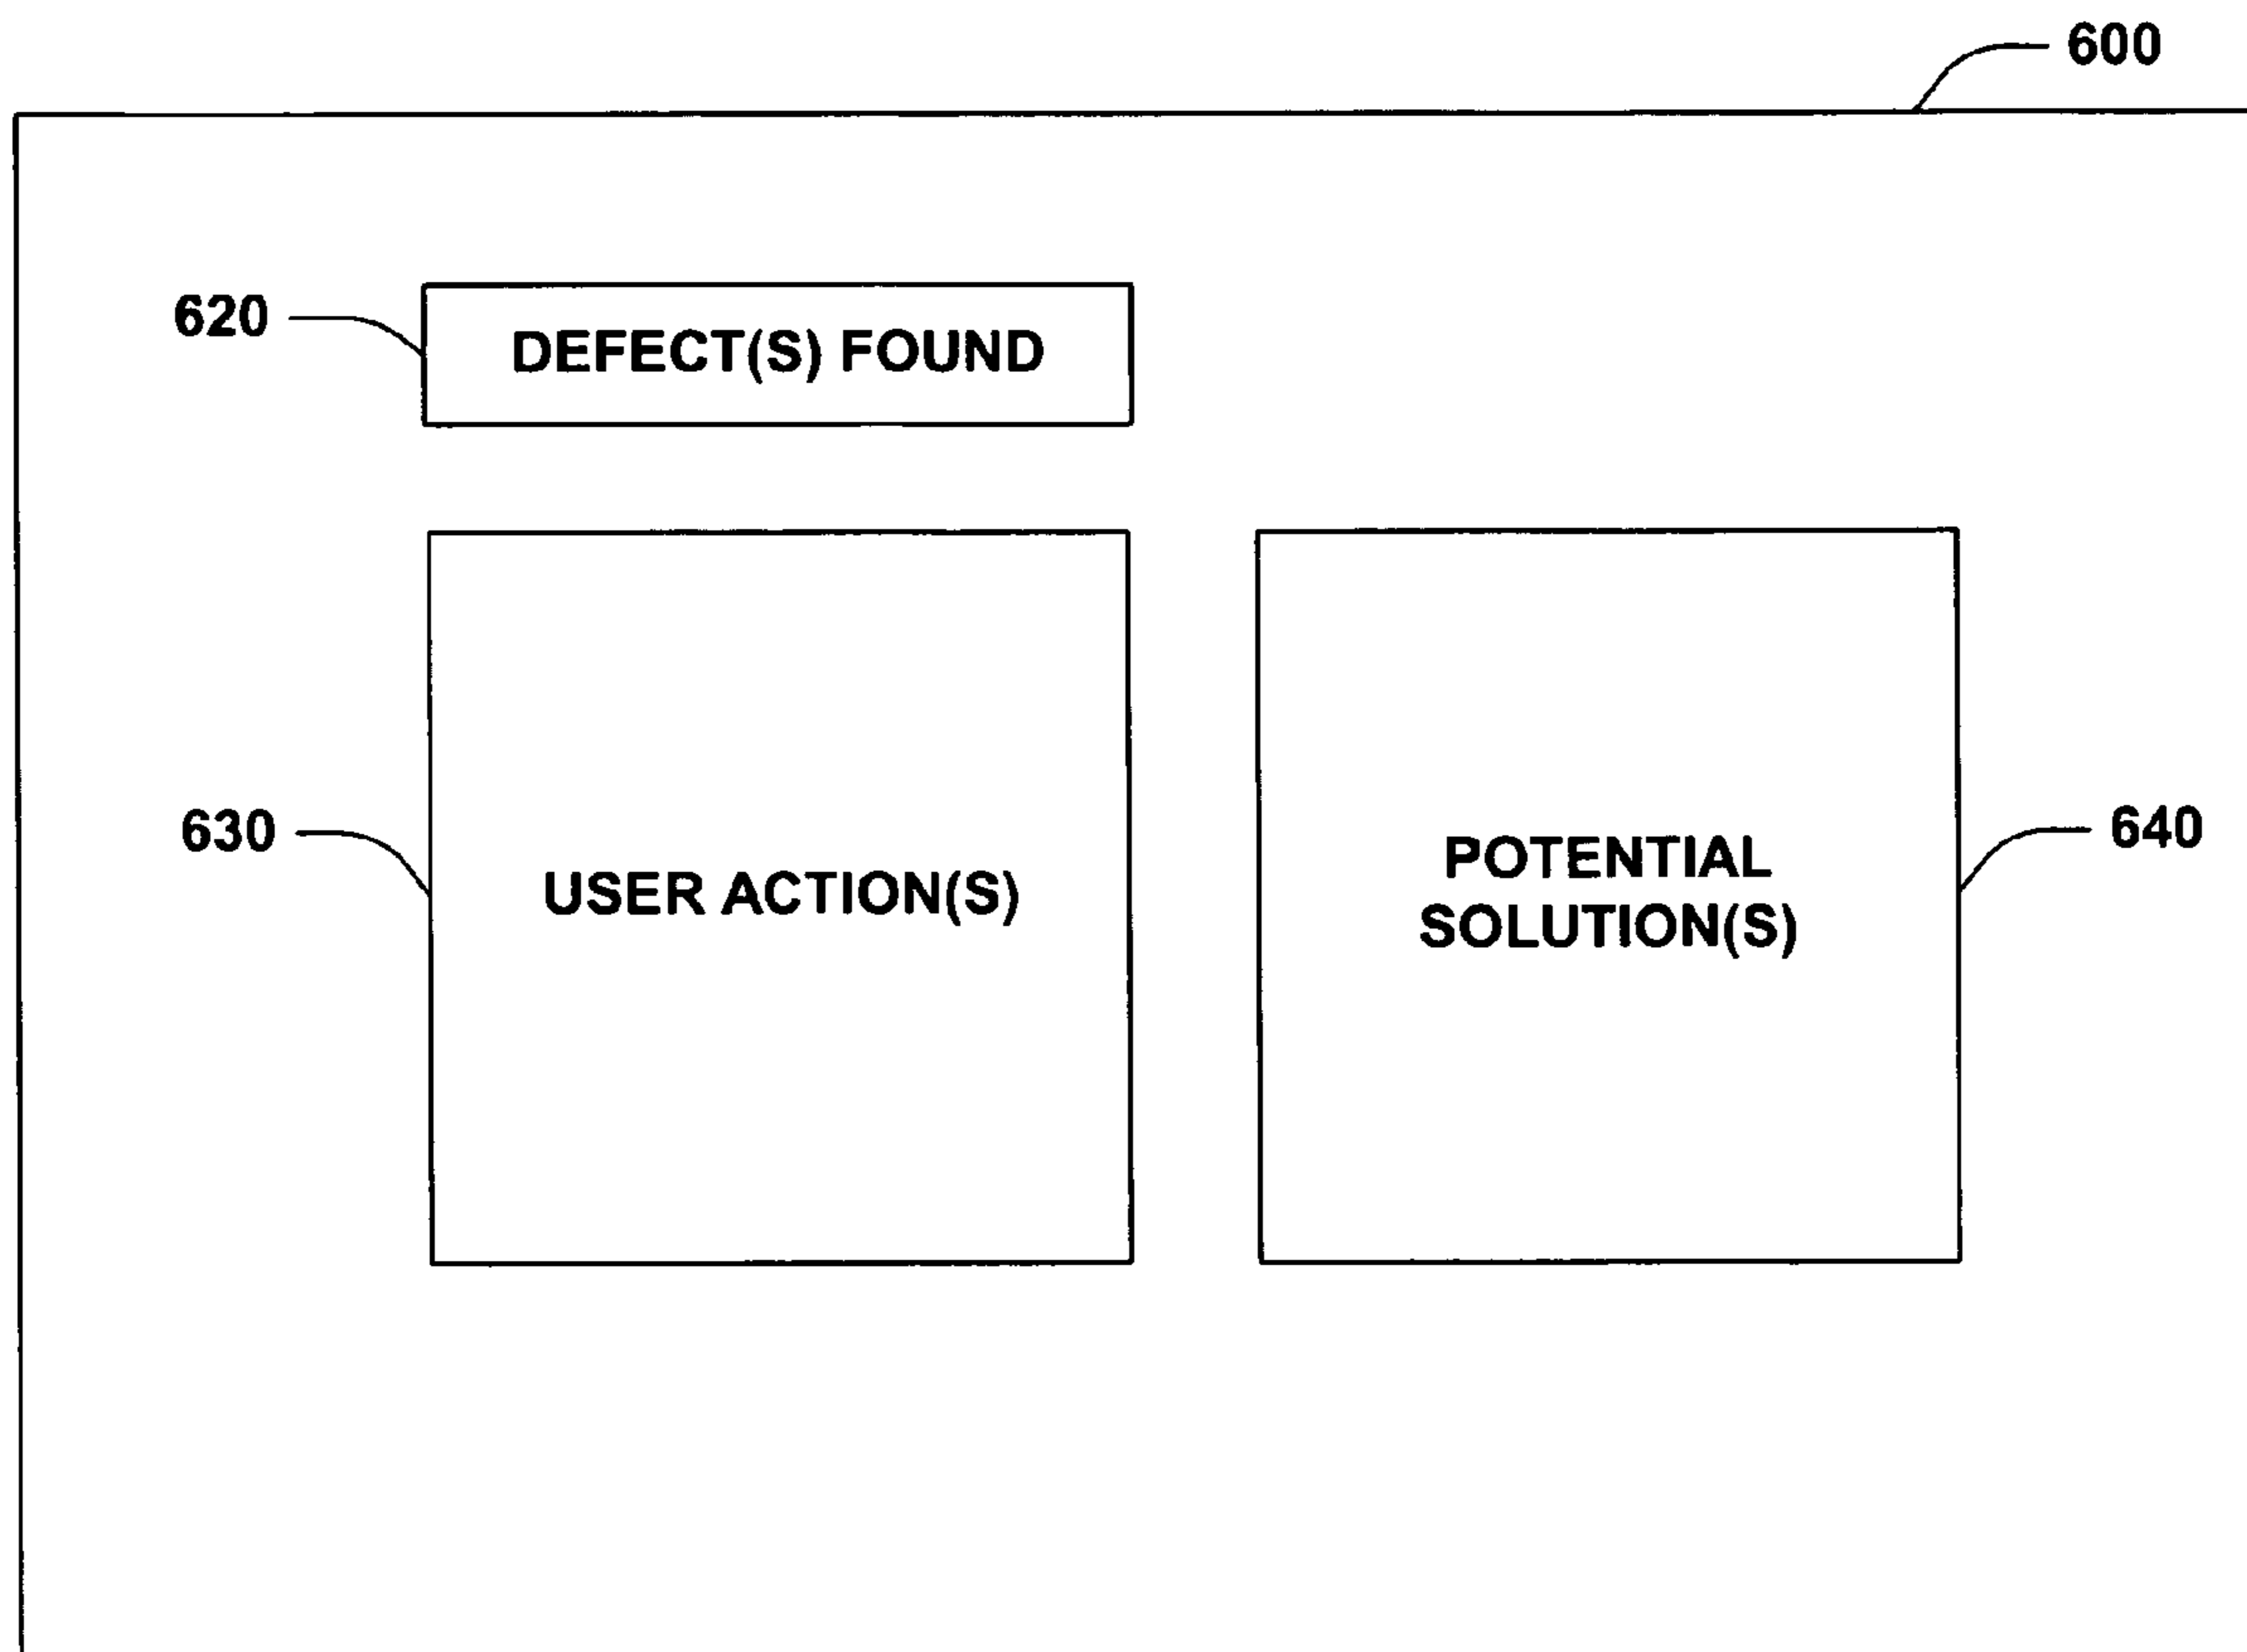 600
620
DEFECT(S) FOUND
630
USER ACTION(S)
POTENTIAL
SOLUTION(S)
640